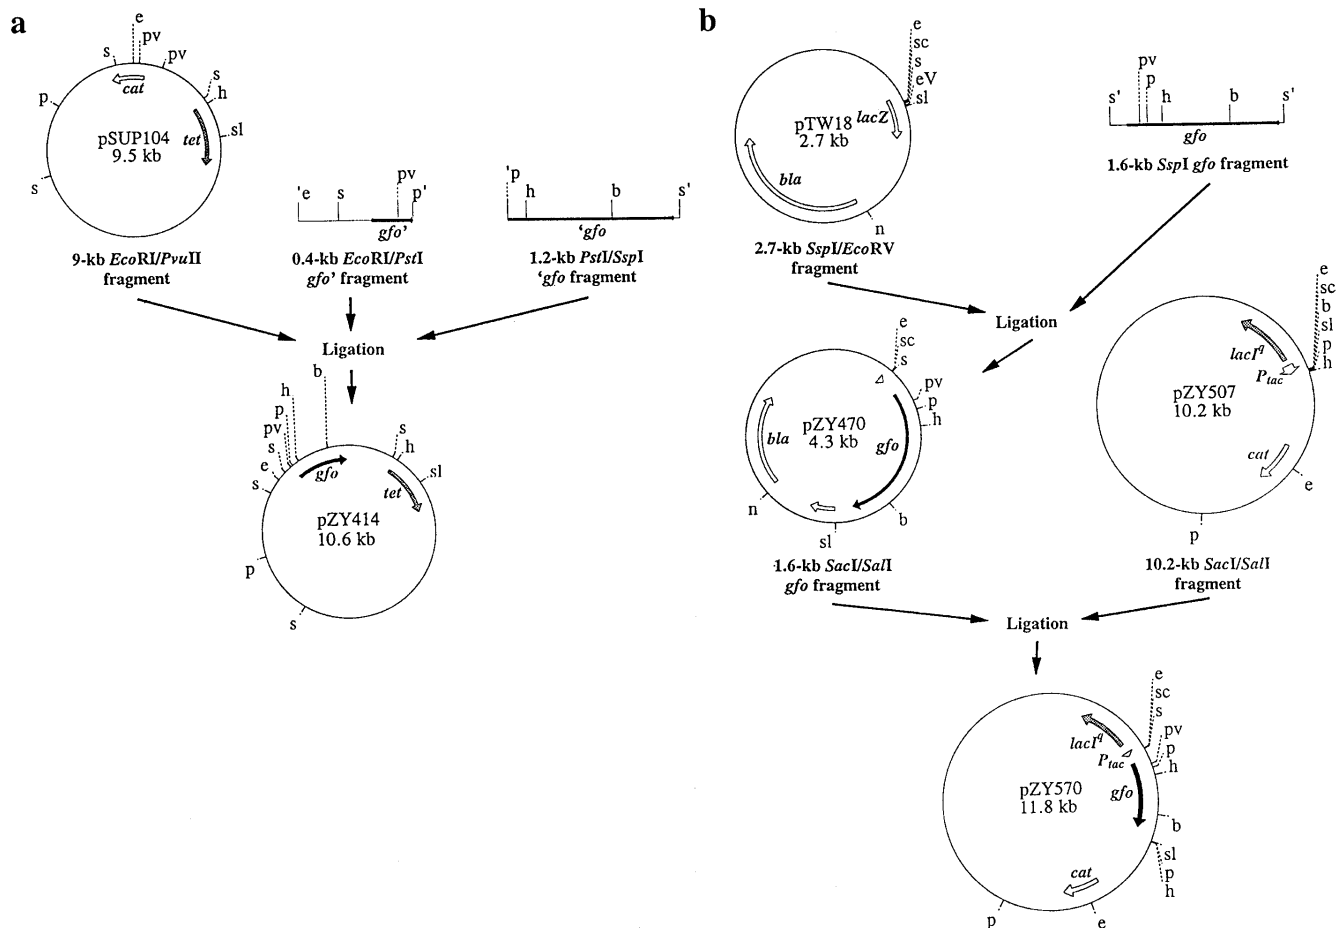 a
e
pv
s
pv
s
h
cat
p
sl
pSUP104
9.5 kb
tet
s
9-kb EcoRI/PvuII
fragment
'e
s
pv
p'
gfo'
0.4-kb EcoRI/PstI
gfo' fragment
'p
h
b
s'
'gfo
1.2-kb PstI/SspI
'gfo fragment
Ligation
b
h
p
pv
s
e
s
s
h
sl
gfo
tet
pZY414
10.6 kb
p
s
b
e
sc
s
eV
sl
lacZ
pTW18
2.7 kb
bla
n
2.7-kb SspI/EcoRV
fragment
s'
pv
p
h
b
s'
gfo
1.6-kb SspI gfo fragment
Ligation
e
sc
s
pv
p
h
pZY470
4.3 kb
bla
gfo
n
b
sl
1.6-kb SacI/SalI
gfo fragment
e
sc
b
sl
p
h
lacIq
Ptac
pZY507
10.2 kb
cat
e
p
10.2-kb SacI/SalI
fragment
Ligation
e
sc
s
pv
p
h
lacIq
Ptac
pZY570
11.8 kb
gfo
b
sl
p
h
cat
p
e